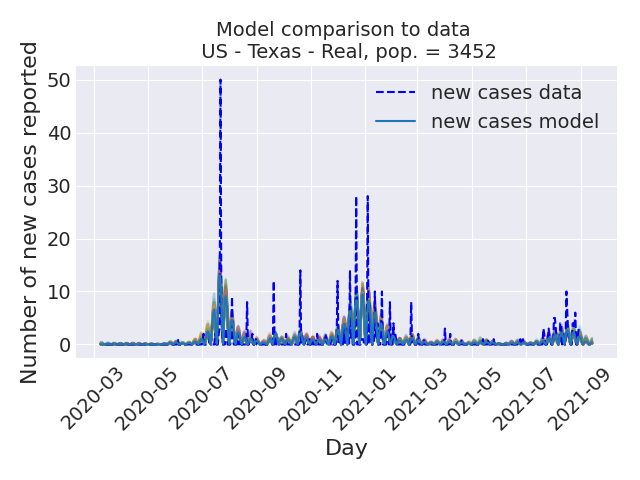 Model comparison to data
US - Texas - Real, pop. = 3452
Number of new cases reported
50
40
30
20
10
0
new cases data
new cases model
2020-03
2020-05
2020-07
2020-09
2020-11
2021-01
2021-03
2021-05
2021-07
2021-09
Day